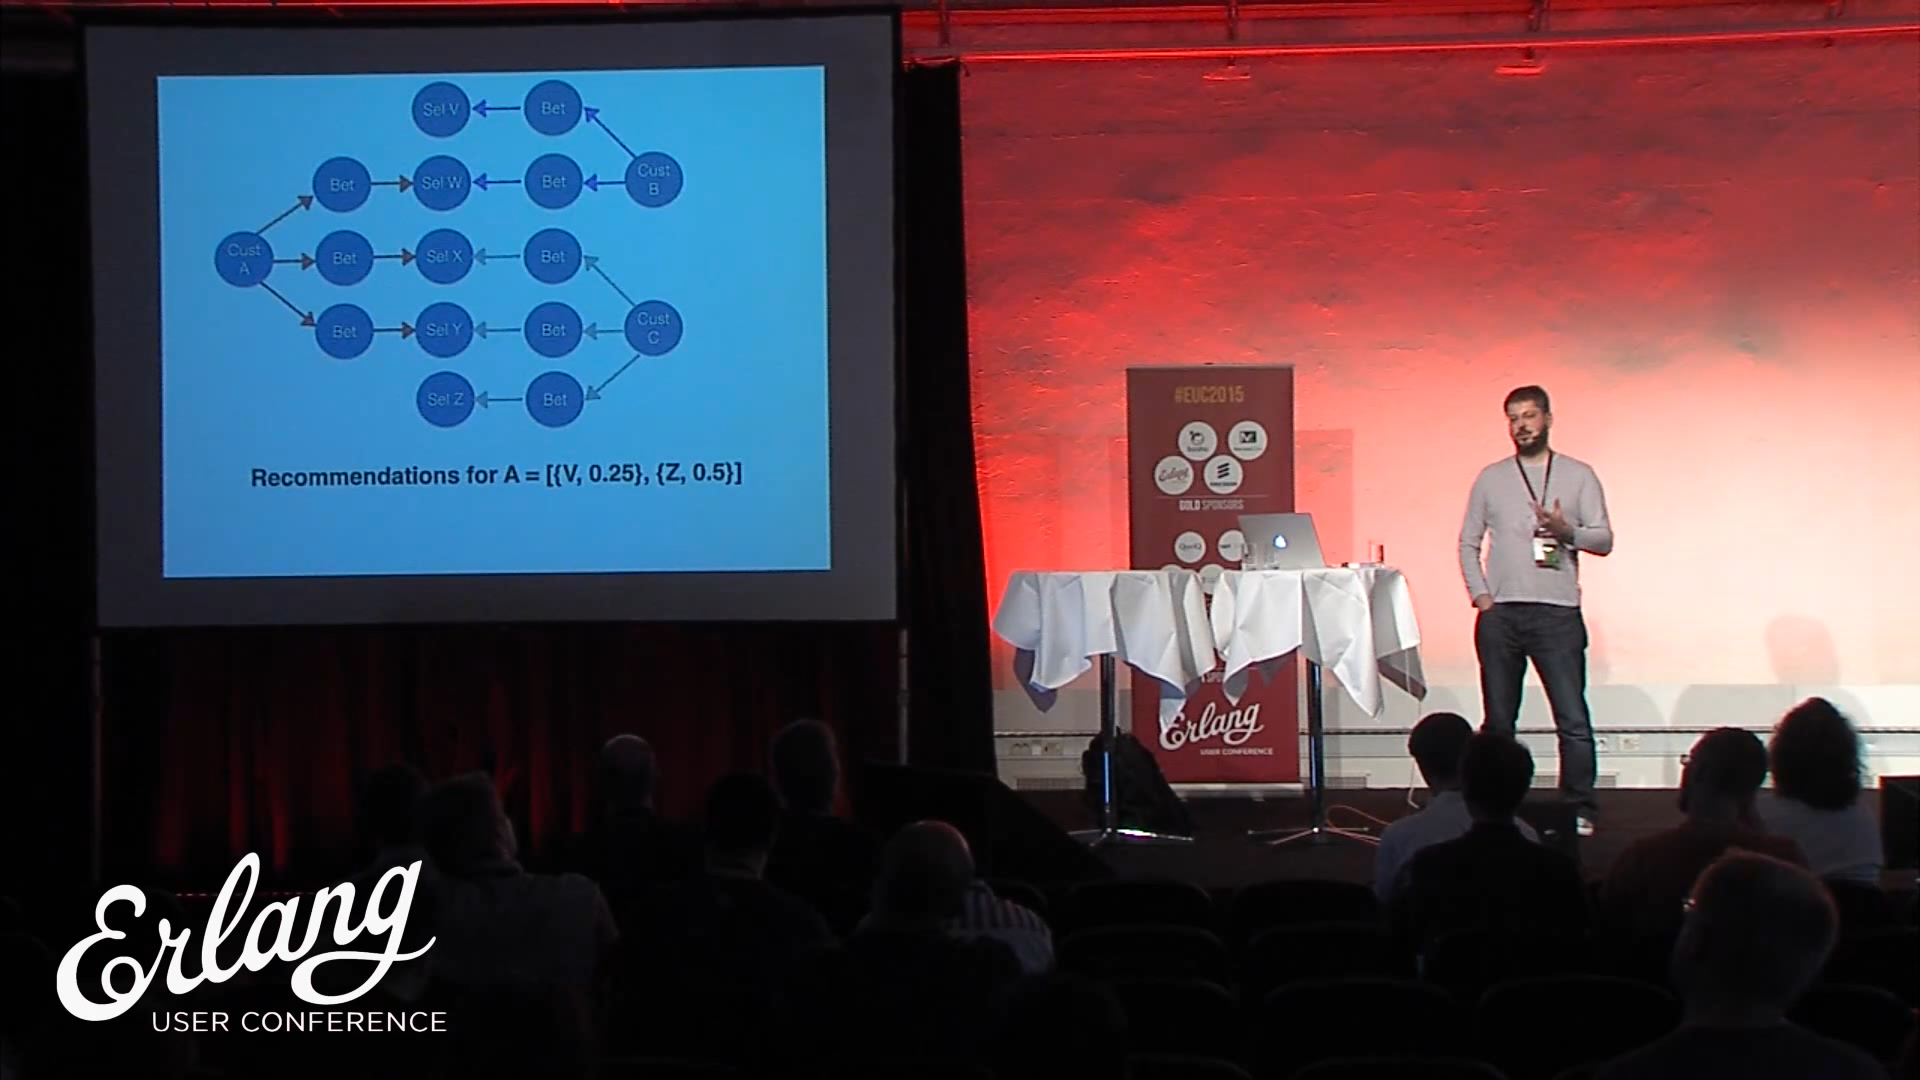 Sel V
Bet
Bet
Sel W
Bet
Cust
B
Cust
A
Bet
Sel X
Bet
Bet
Sel Y
Bet
Cust
C
Sel Z
Bet
Recommendations for A = [{V, 0.25}, {Z, 0.5}]
#EUC2015
Erlang
GOLD SPONSORS
Erlang
USER CONFERENCE
Erlang
USER CONFERENCE